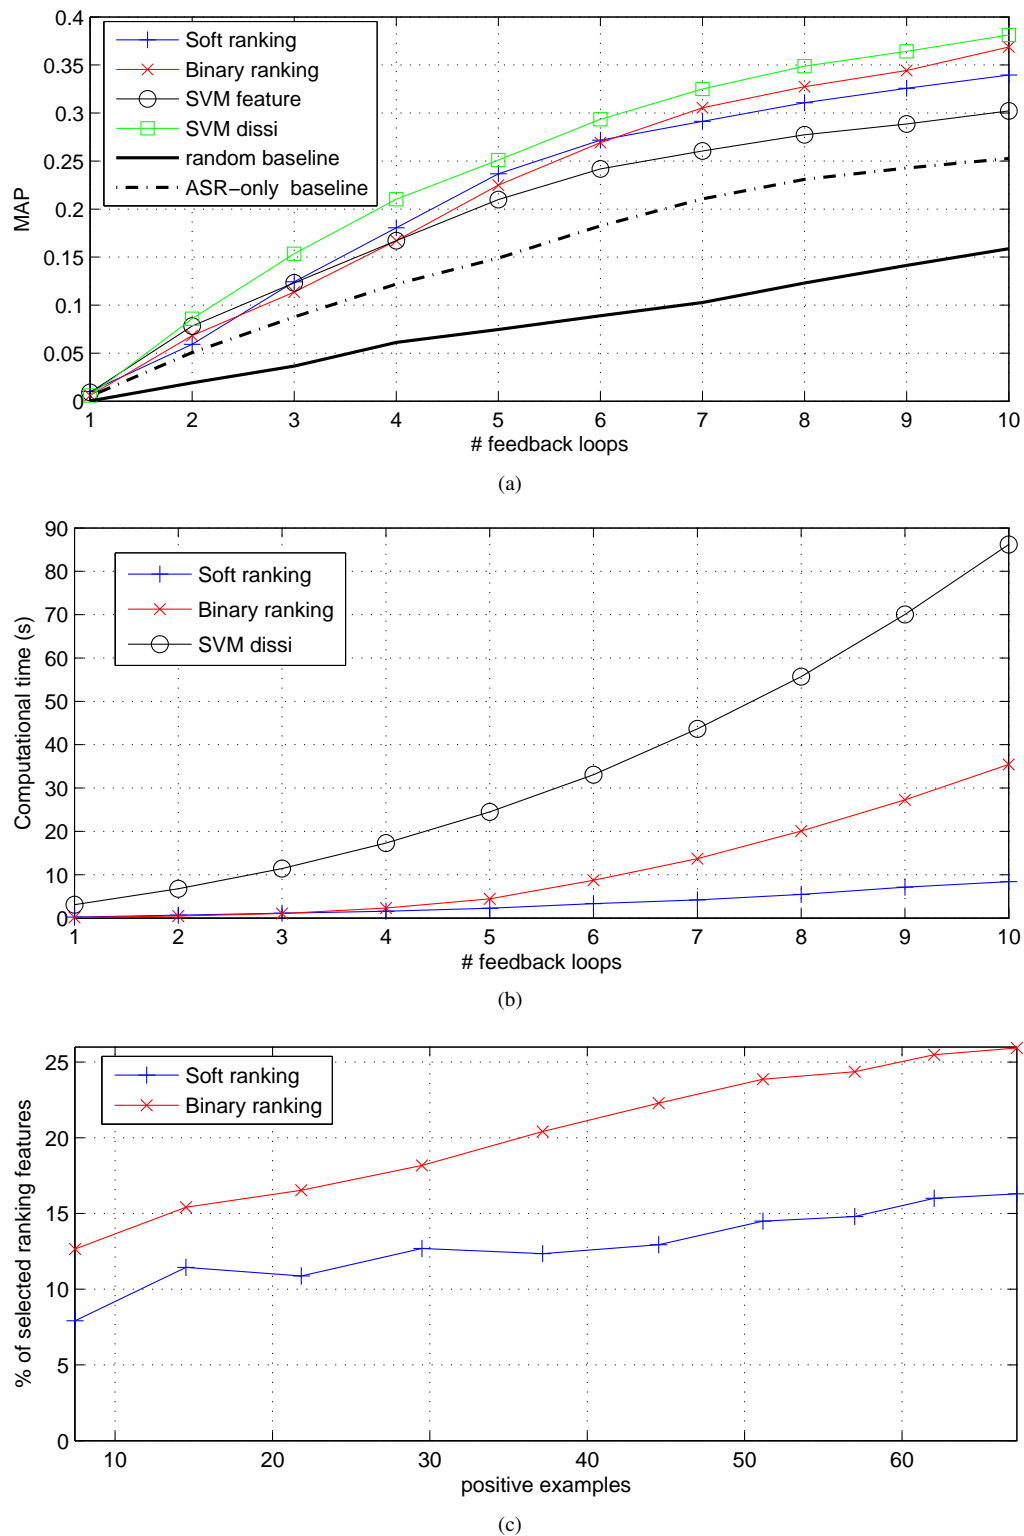 0.4
0.35
0.3
0.25
0.2
0.15
0.1
0.05
0
MAP
Soft ranking
Binary ranking
SVM feature
SVM dissi
random baseline
ASR-only baseline
1 2 3 4 5 6 7 8 9 10
# feedback loops
(a)
90
80
70
60
50
40
30
20
10
0
Computational time (s)
Soft ranking
Binary ranking
SVM dissi
1 2 3 4 5 6 7 8 9 10
# feedback loops
(b)
25
20
15
10
5
0
% of selected ranking features
Soft ranking
Binary ranking
10 20 30 40 50 60
positive examples
(c)